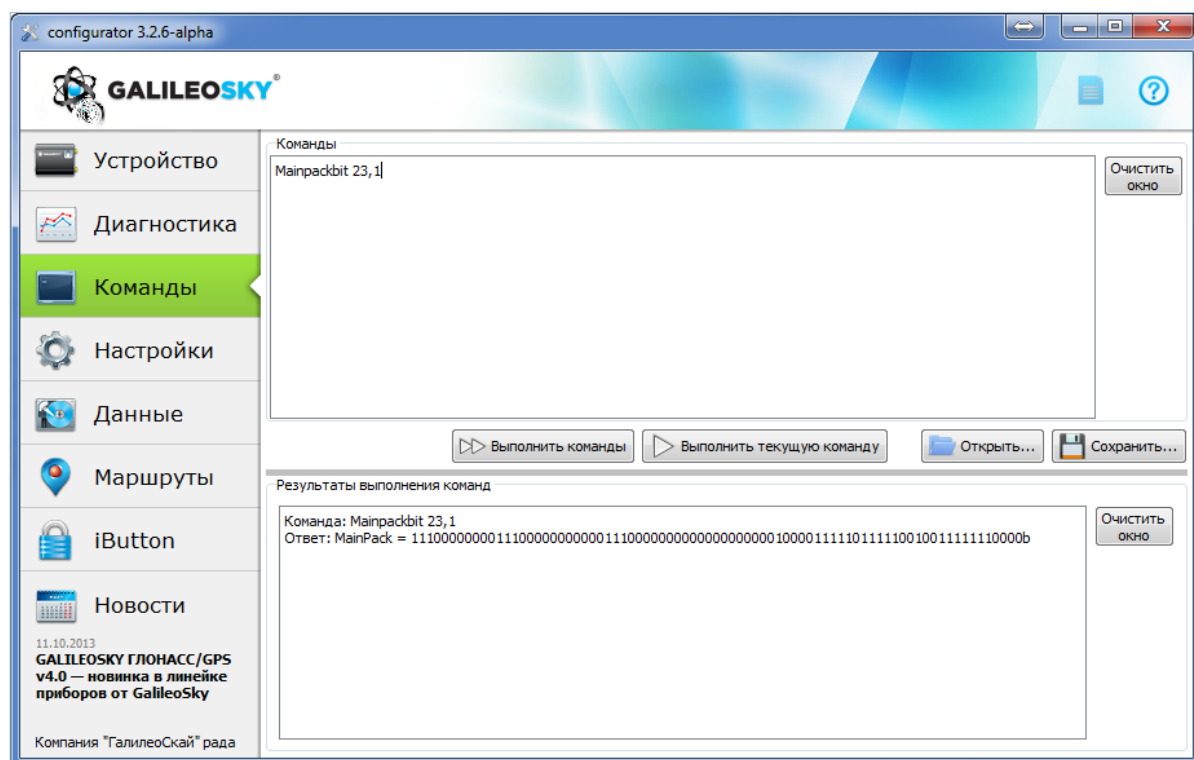 configurator 3.2.6-alpha
GALILEOSKY®
Устройство
Диагностика
Команды
Настройки
Данные
Маршруты
iButton
Новости
11.10.2013
GALILEOSKY ГЛОНАСС/GPS
v4.0 — новинка в линейке
приборов от GalileoSky
Компания "ГалилеоСкай" рада
Команды
Mainpackbit 23,1
Очистить
окно
Выполнить команды
Выполнить текущую команду
Открыть...
Сохранить...
Результаты выполнения команд
Команда: Mainpackbit 23,1
Ответ: MainPack =
Очистить
окно